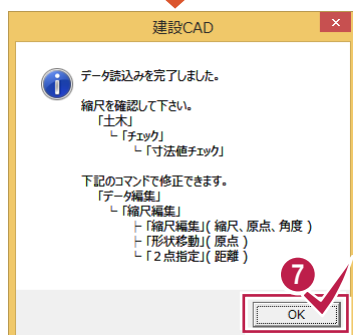 建設CAD
データ読込みを完了しました。
縮尺を確認して下さい。
「土木」
└「チェック」
└「寸法値チェック」
下記のコマンドで修正できます。
「データ編集」
└「縮尺編集」
├「縮尺編集」( 縮尺、原点、角度 )
├「形状移動」( 原点 )
└「２点指定」( 距離 )
7
OK